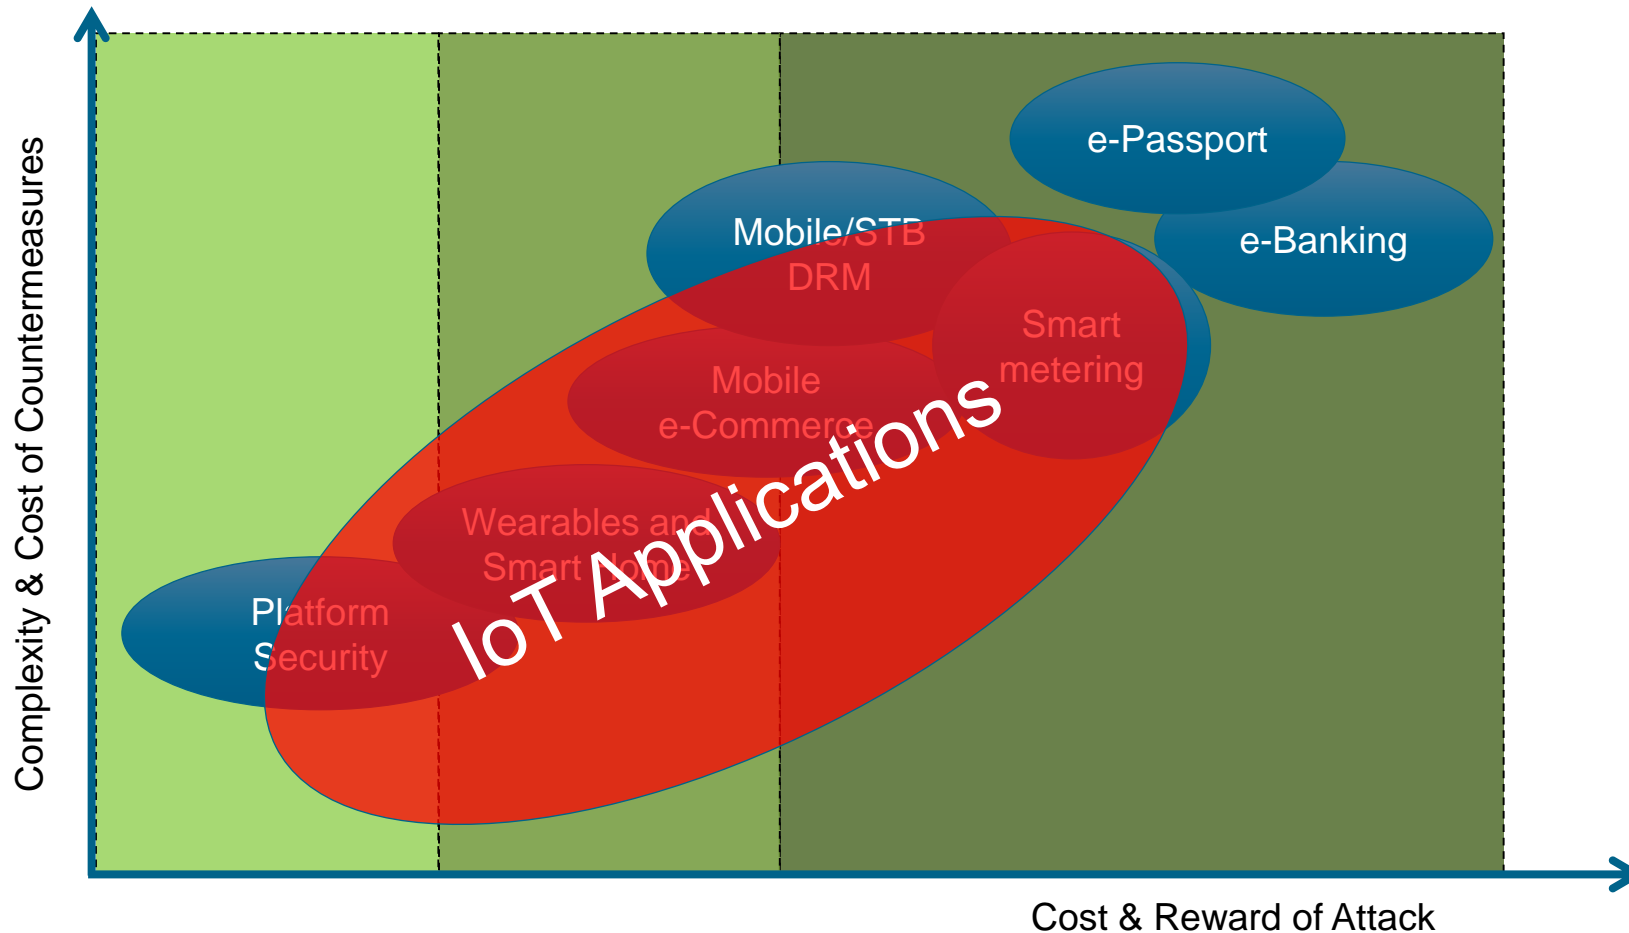 Complexity & Cost of Countermeasures
e-Passport
e-Banking
Mobile/STB
DRM
Smart
metering
Mobile
e-Commerce
Wearables and
Smart Home
IoT Applications
Platform
Security
Cost & Reward of Attack